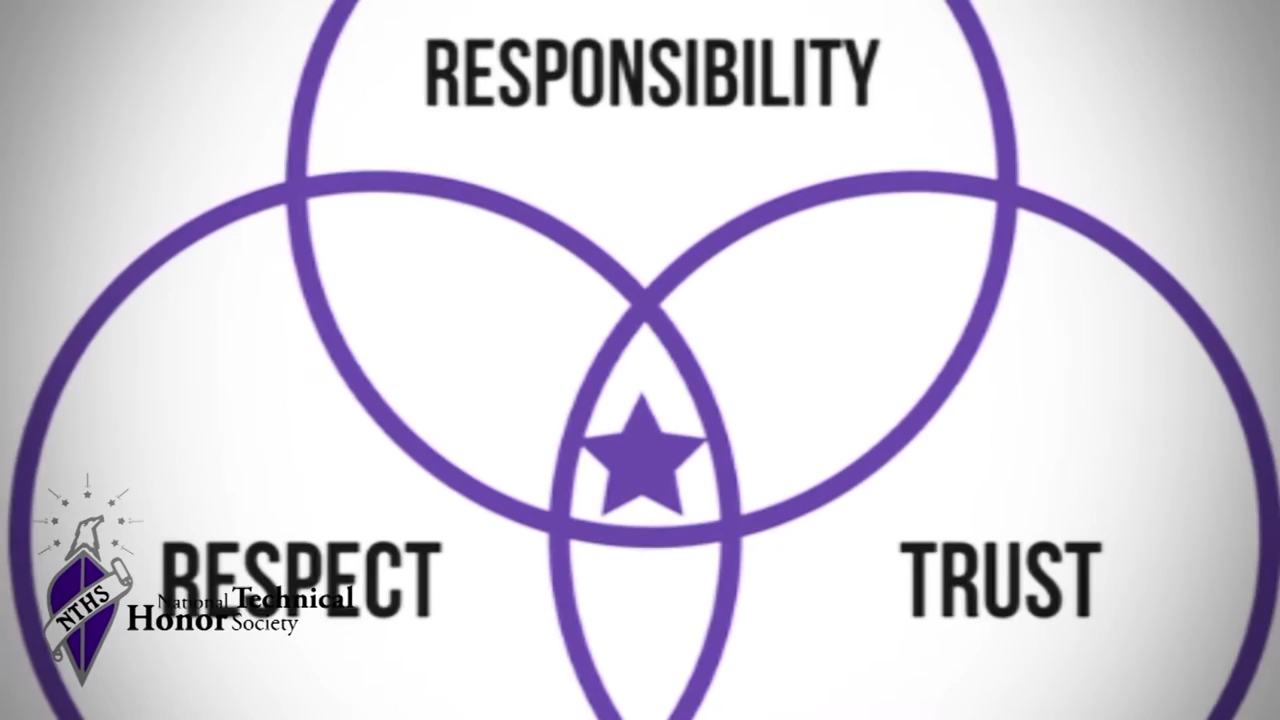 RESPONSIBILITY
RESPECT
TRUST
NTHS
National Technical
Honor Society